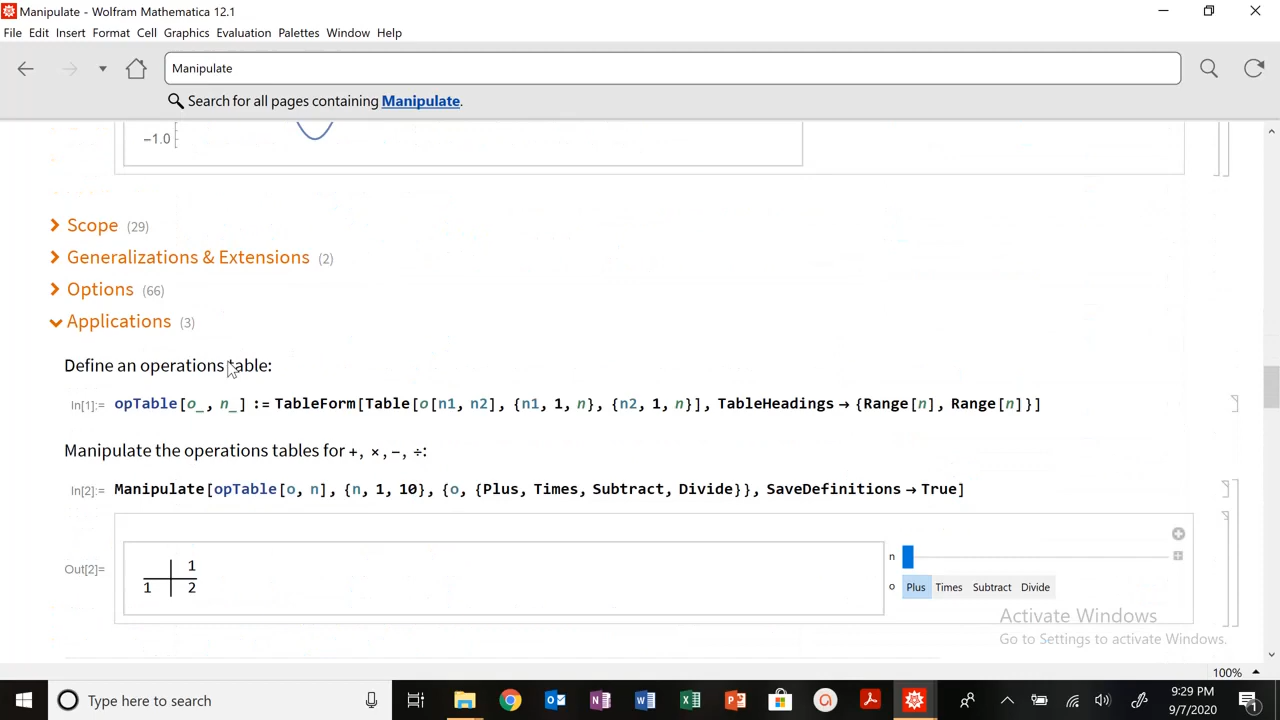 Manipulate - Wolfram Mathematica 12.1
File Edit Insert Format Cell Graphics Evaluation Palettes Window Help
Manipulate
Search for all pages containing Manipulate.
-1.0
Scope (29)
Generalizations & Extensions (2)
Options (66)
Applications (3)
Define an operations table:
In[1]:= opTable[o_, n_] := TableForm[Table[o[n1, n2], {n1, 1, n}, {n2, 1, n}], TableHeadings → {Range[n], Range[n]}]
Manipulate the operations tables for +, ×, −, ÷:
In[2]:= Manipulate[opTable[o, n], {n, 1, 10}, {o, {Plus, Times, Subtract, Divide}}, SaveDefinitions → True]
Out[2]=
1
1 2
n
o Plus Times Subtract Divide
Activate Windows
Go to Settings to activate Windows.
100%
Type here to search
9:29 PM
9/7/2020
1